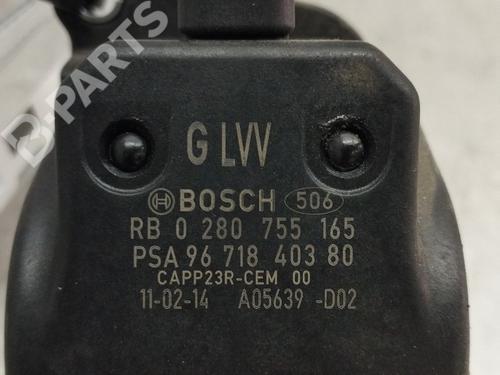 B-PARTS
G LVV
BOSCH 506
RB 0 280 755 165
PSA 96 718 403 80
CAPP23R-CEM 00
11-02-14 A05639 -D02